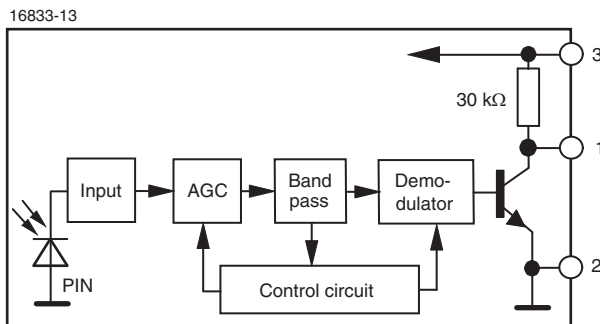 16833-13
3
30 kΩ
1
Input
AGC
Band
pass
Demo-
dulator
2
PIN
Control circuit